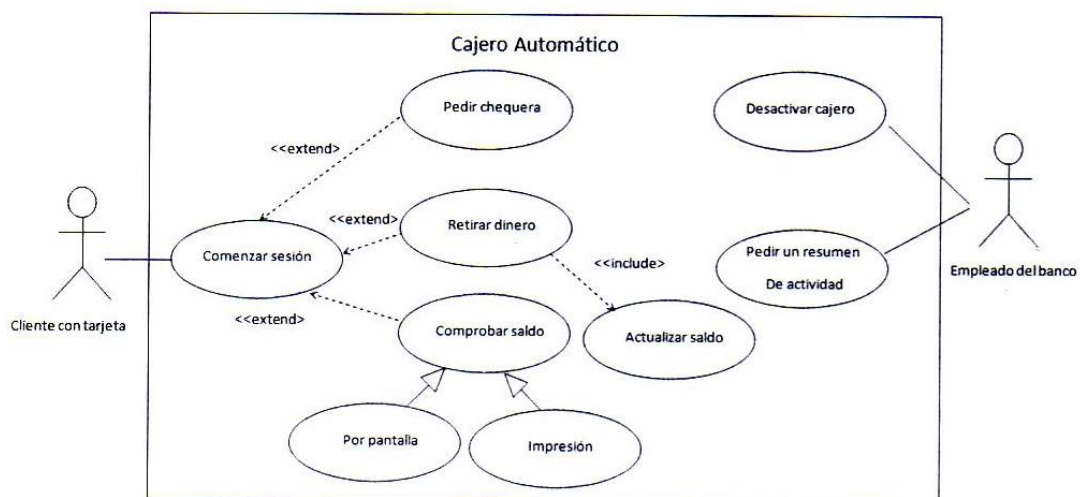 Cajero Automático
Pedir chequera
Desactivar cajero
<<extend>
<<extend>
Retirar dinero
Comenzar sesión
<<include>
Pedir un resumen
De actividad
Empleado del banco
Cliente con tarjeta
<<extend>
Comprobar saldo
Actualizar saldo
Por pantalla
Impresión